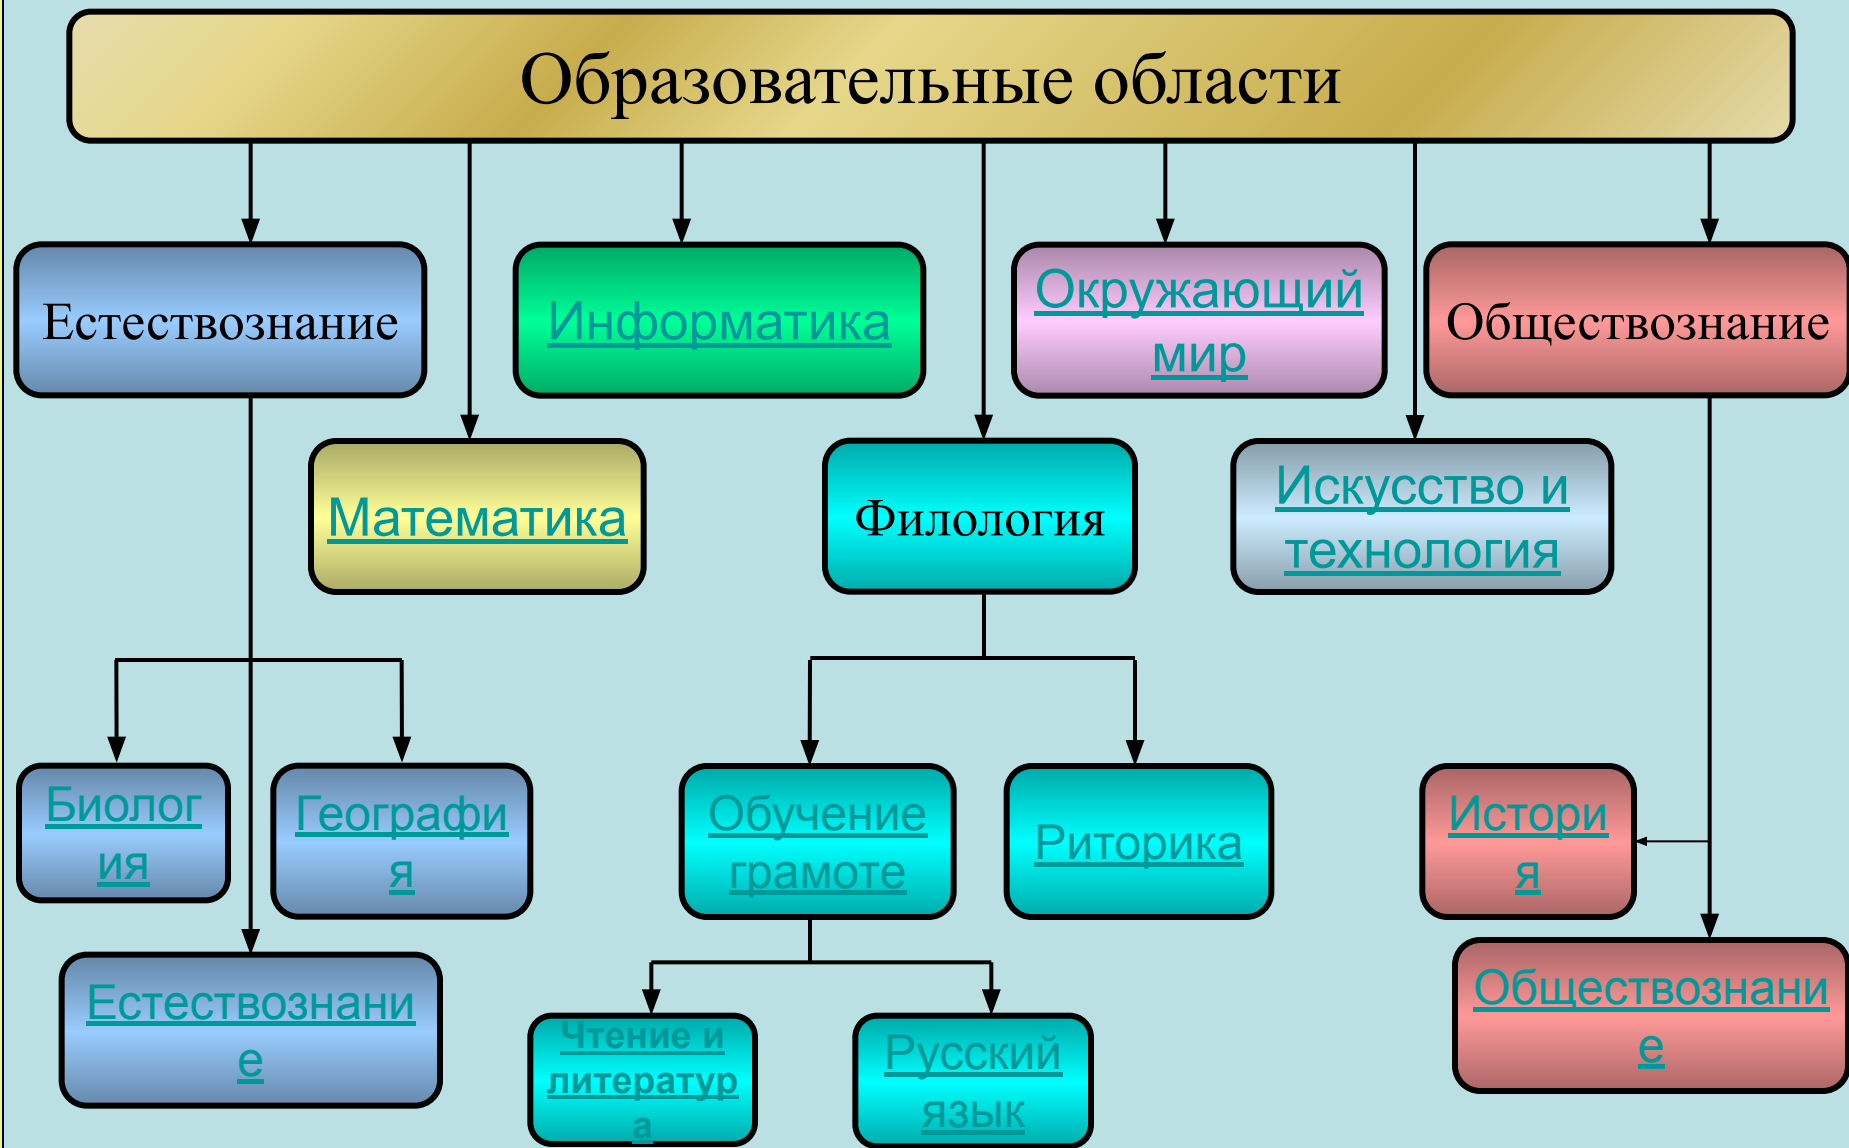 Образовательные области
Естествознание
Информатика
Окружающий
мир
Обществознание
Математика
Филология
Искусство и
технология
Биолог
ия
Географи
я
Обучение
грамоте
Риторика
Истори
я
Естествознани
е
Чтение и
литератур
а
Русский
язык
Обществознани
е